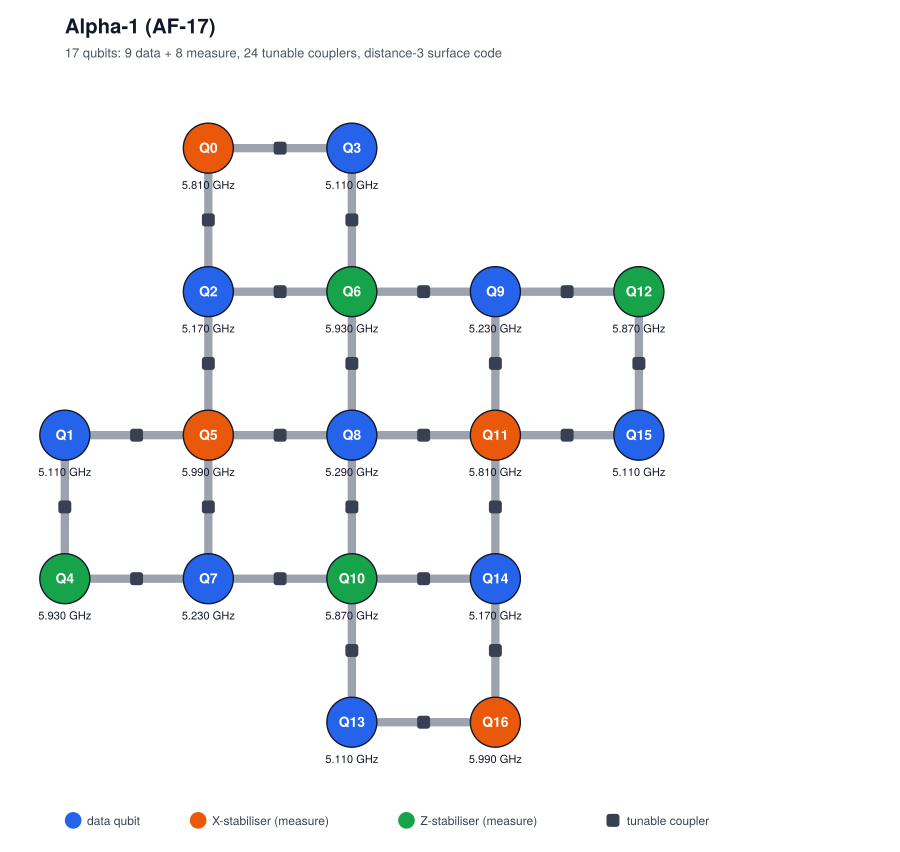 Alpha-1 (AF-17)
17 qubits: 9 data + 8 measure, 24 tunable couplers, distance-3 surface code
Q0 Q3
5.810 GHz 5.110 GHz
Q2 Q6 Q9 Q12
5.170 GHz 5.930 GHz 5.230 GHz 5.870 GHz
Q1 Q5 Q8 Q11 Q15
5.110 GHz 5.990 GHz 5.290 GHz 5.810 GHz 5.110 GHz
Q4 Q7 Q10 Q14
5.930 GHz 5.230 GHz 5.870 GHz 5.170 GHz
Q13 Q16
5.110 GHz 5.990 GHz
data qubit X-stabiliser (measure) Z-stabiliser (measure) tunable coupler